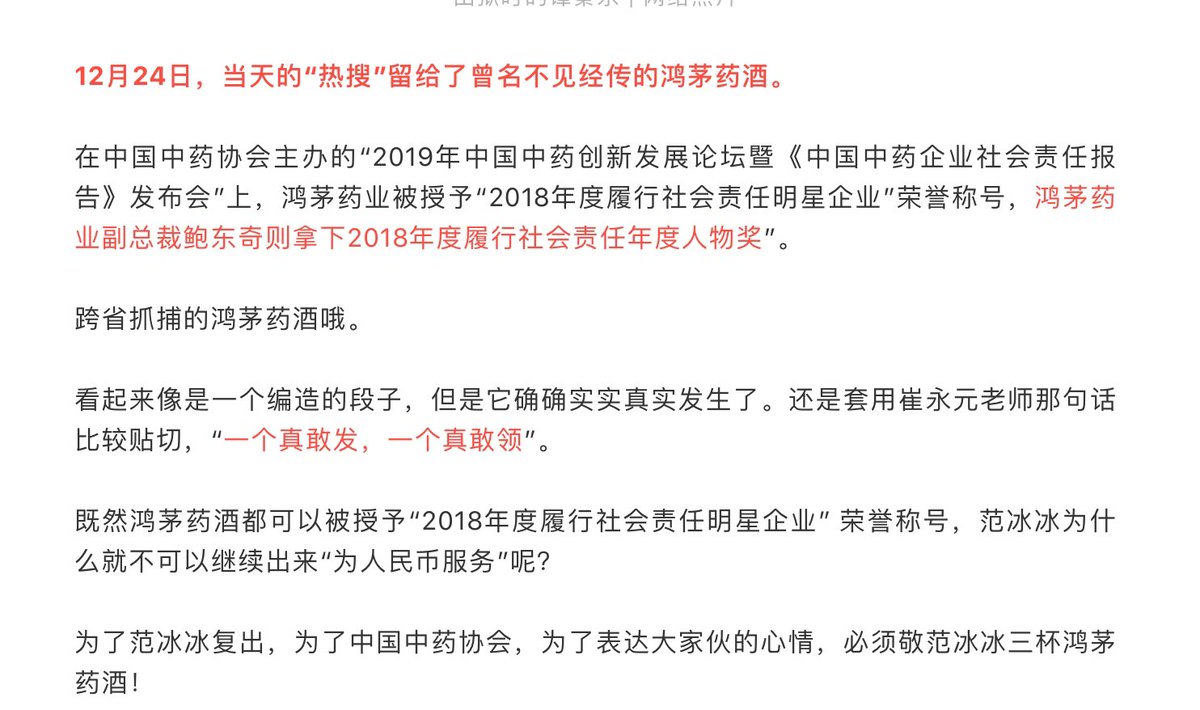 12月24日，当天的“热搜”留给了曾名不见经传的鸿茅药酒。
在中国中药协会主办的“2019年中国中药创新发展论坛暨《中国中药企业社会责任报
告》发布会”上，鸿茅药业被授予“2018年度履行社会责任明星企业”荣誉称号，鸿茅药
业副总裁鲍东奇则拿下2018年度履行社会责任年度人物奖”。
跨省抓捕的鸿茅药酒哦。
看起来像是一个编造的段子，但是它确确实实真实发生了。还是套用崔永元老师那句话
比较贴切，“一个真敢发，一个真敢领”。
既然鸿茅药酒都可以被授予“2018年度履行社会责任明星企业” 荣誉称号，范冰冰为什
么就不可以继续出来“为人民币服务”呢？
为了范冰冰复出，为了中国中药协会，为了表达大家伙的心情，必须敬范冰冰三杯鸿茅
药酒！